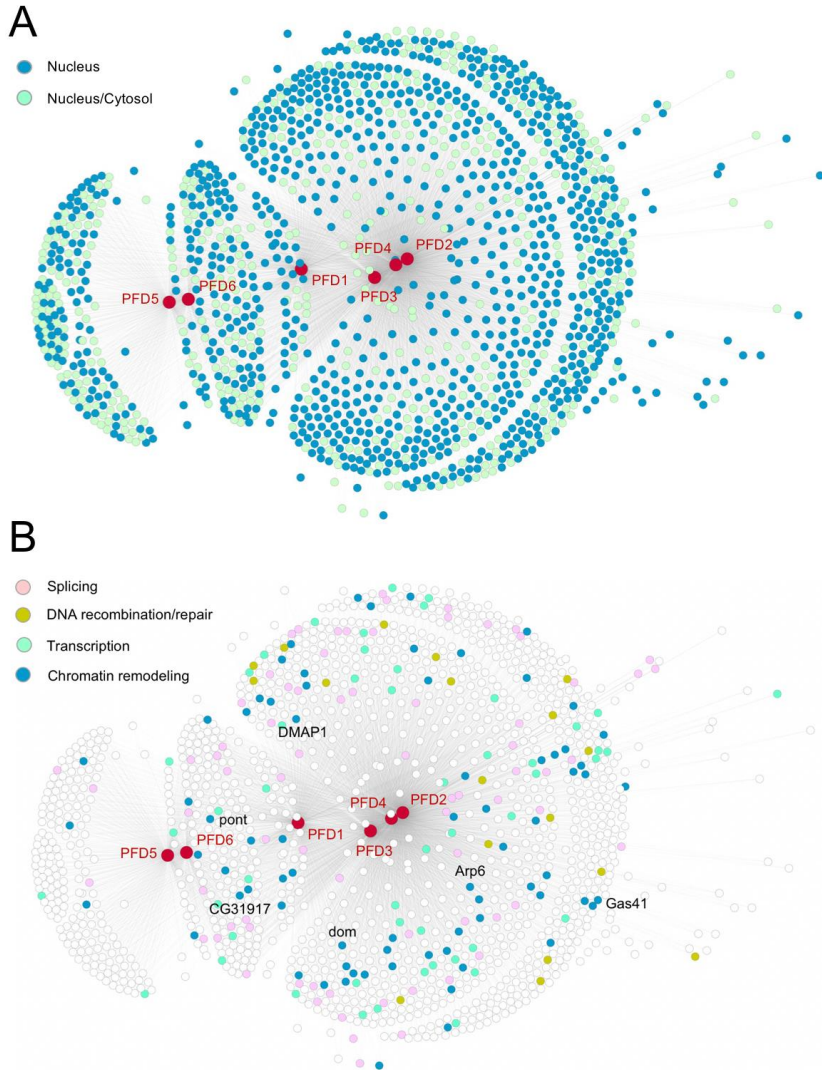 A
Nucleus
Nucleus/Cytosol
PFD4
PFD2
PFD1
PFD3
PFD5
PFD6
B
Splicing
DNA recombination/repair
Transcription
Chromatin remodeling
DMAP1
PFD4
PFD2
pont
PFD1
PFD3
PFD5
PFD6
Arp6
CG31917
Gas41
dom